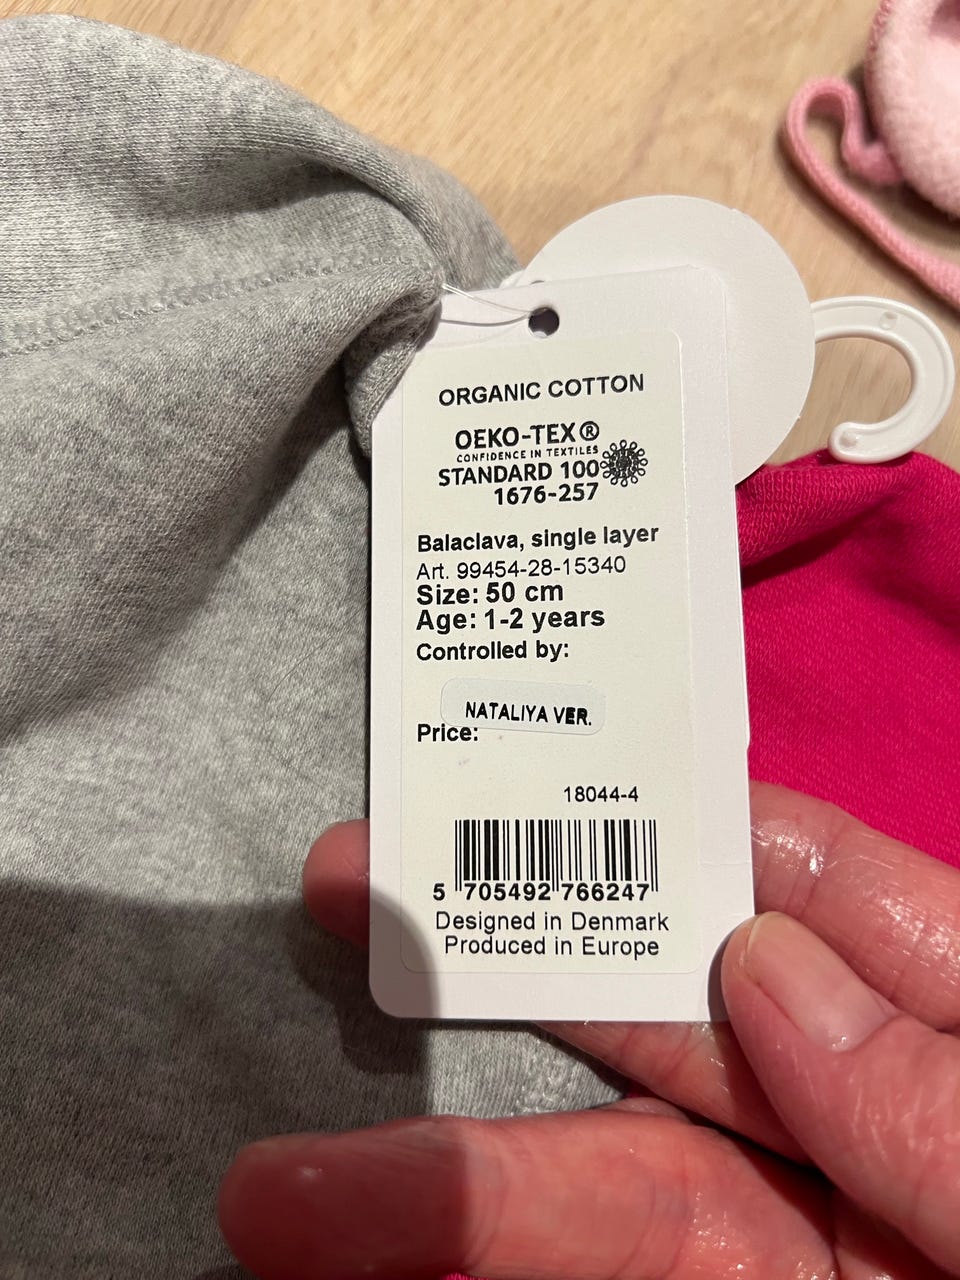 ORGANIC COTTON
OEKO-TEX®
CONFIDENCE IN TEXTILES
STANDARD 100
1676-257
Balaclava, single layer
Art. 99454-28-15340
Size: 50 cm
Age: 1-2 years
Controlled by:
NATALIYA VER.
Price:
18044-4
5 705492 766247
Designed in Denmark
Produced in Europe